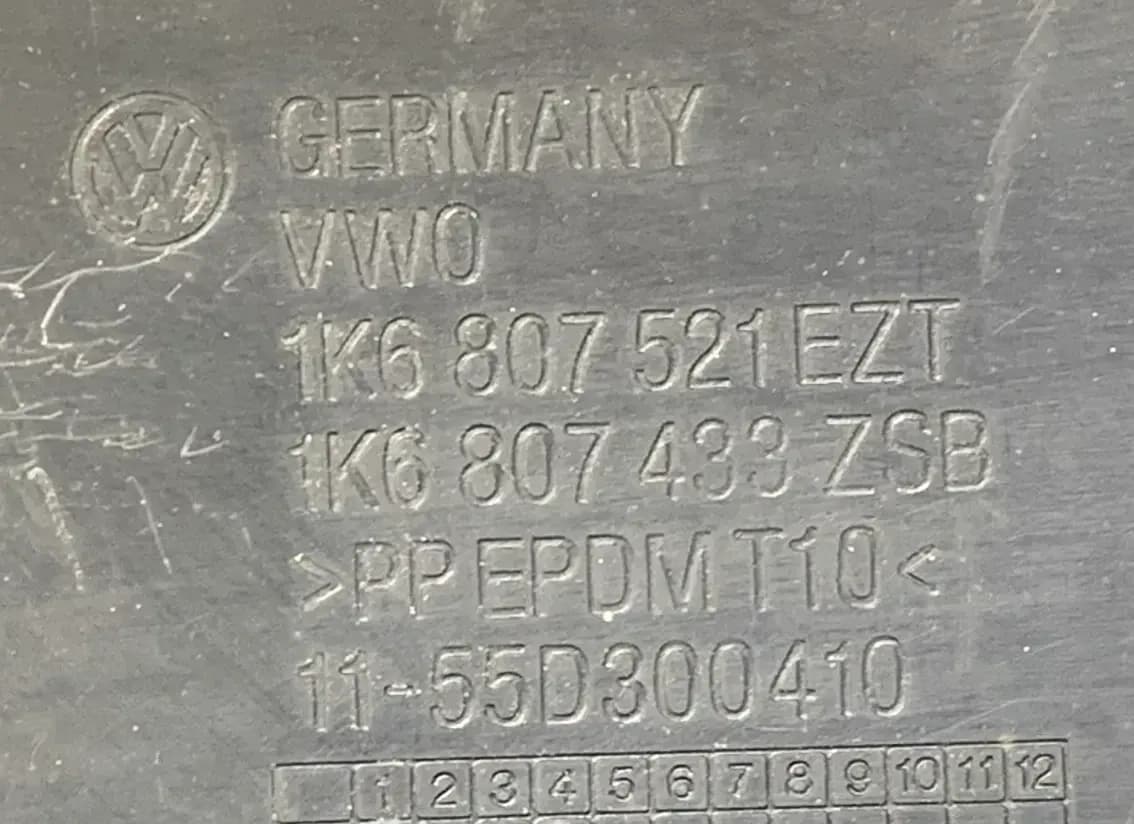 GERMANY
VWO
1K6 807 521 EZT
1K6 807 433 ZSB
>PP EPDM T10<
11-55D300410
1 2 3 4 5 6 7 8 9 10 11 12